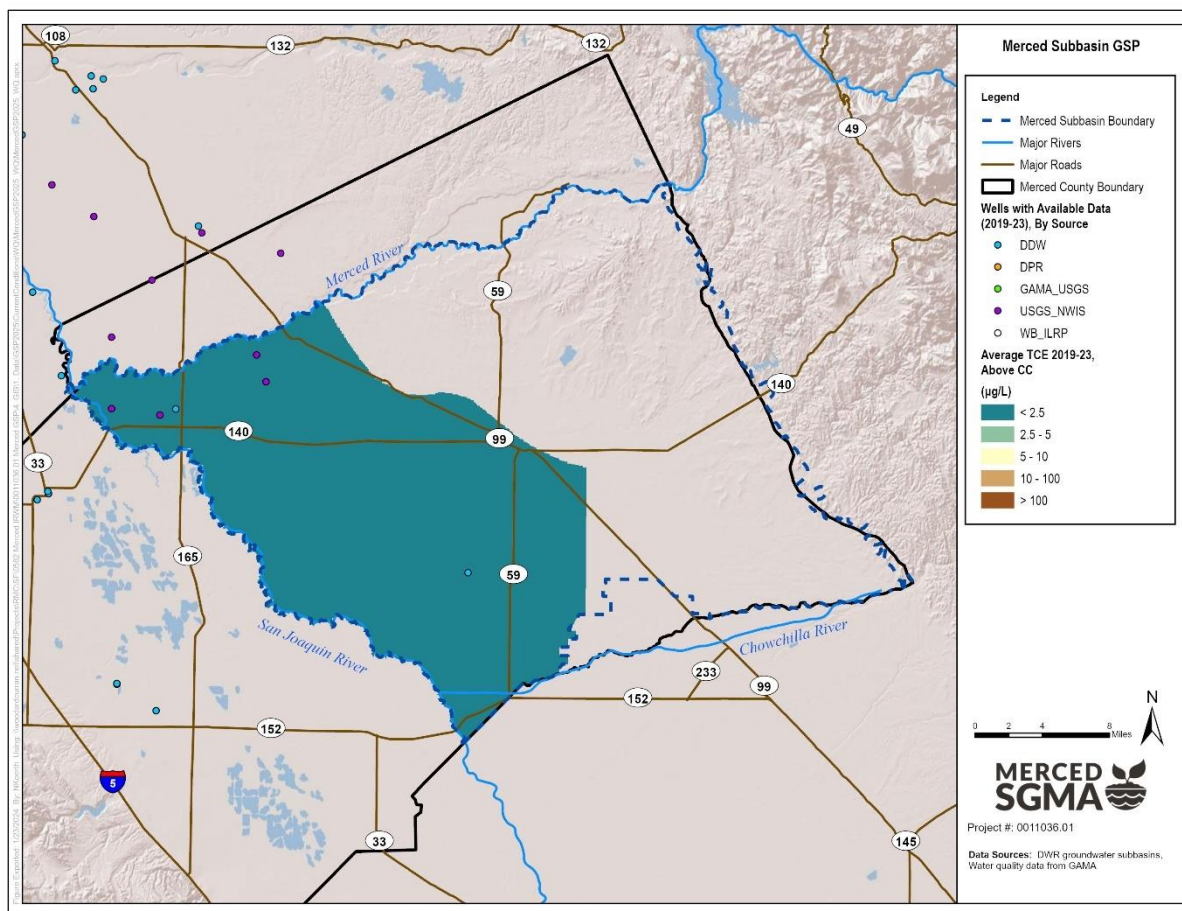 108
132
132
49
Merced River
59
140
140
99
33
165
59
San Joaquin River
Chowchilla River
233
99
152
152
5
33
145
Merced Subbasin GSP
Legend
Merced Subbasin Boundary
Major Rivers
Major Roads
Merced County Boundary
Wells with Available Data
(2019-23), By Source
DDW
DPR
GAMA_USGS
USGS_NWIS
WB_ILRP
Average TCE 2019-23,
Above CC
(µg/L)
< 2.5
2.5 - 5
5 - 10
10 - 100
> 100
N
0 2 4 8
Miles
MERCED
SGMA
Project #: 0011036.01
Data Sources: DWR groundwater subbasins,
Water quality data from GAMA